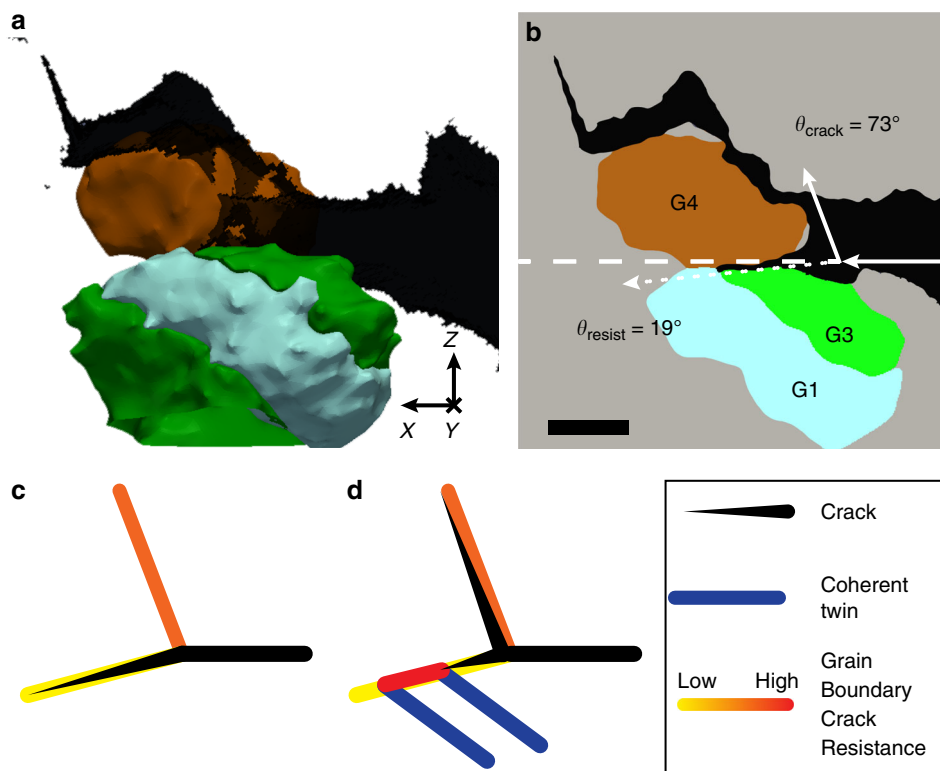 a
Z
X
Y
b
θcrack = 73°
G4
θresist = 19°
G3
G1
c
d
Crack
Coherent
twin
Low High
Grain
Boundary
Crack
Resistance